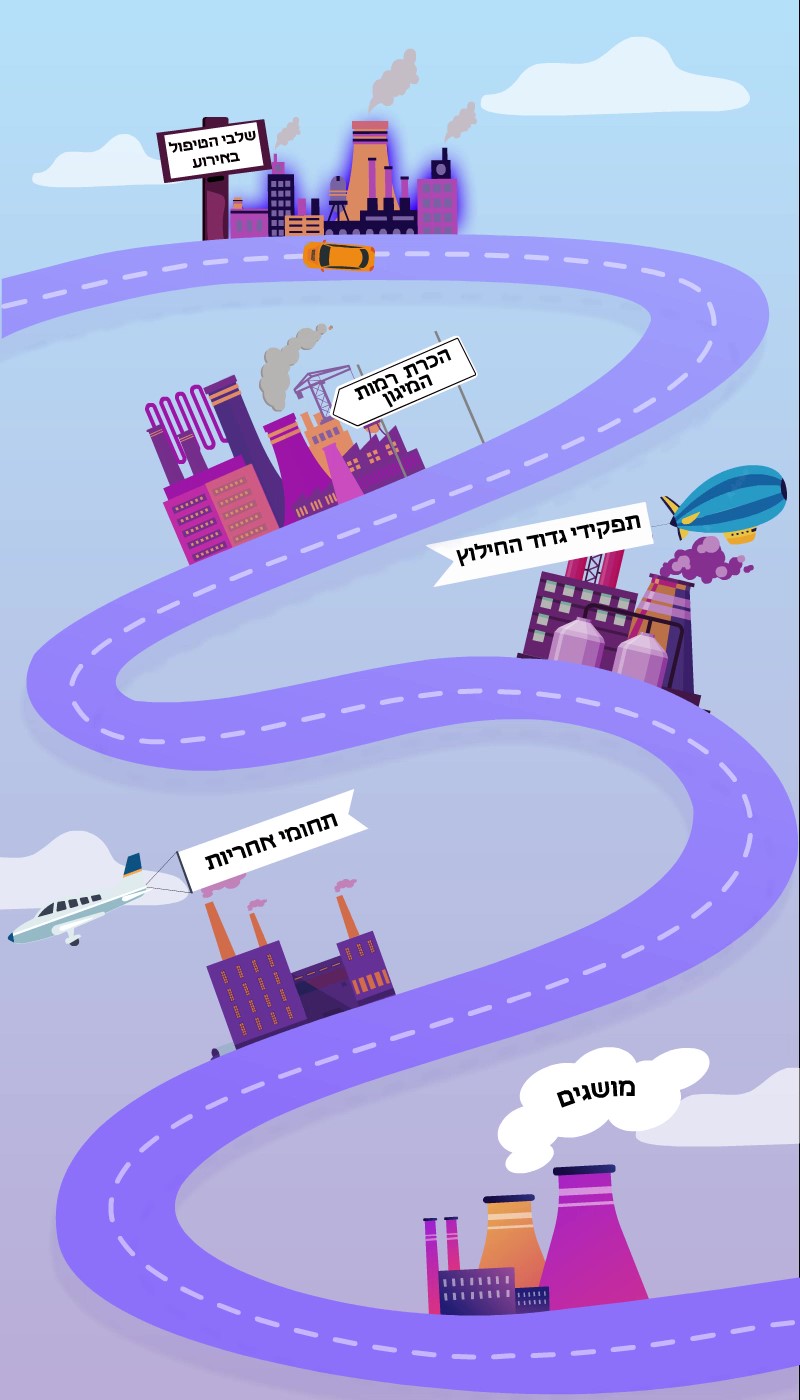 שלבי הטיפול
באירוע
הכרת רמות
המיגון
תפקידי גדוד החילוץ
תחומי אחריות
מושגים